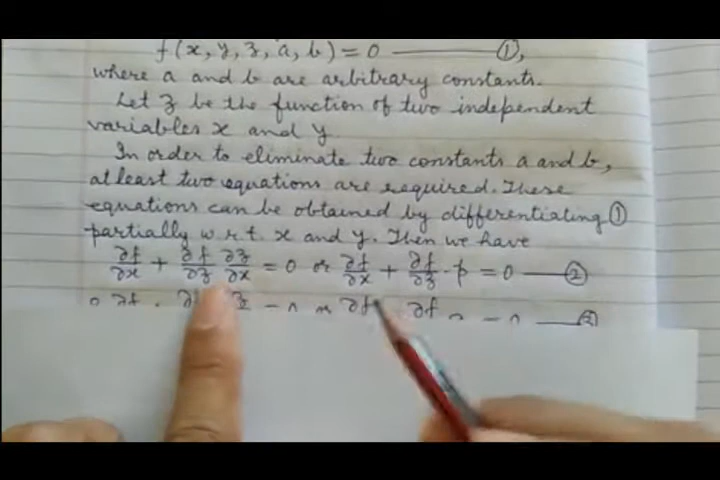 f(x, y, z, a, b) = 0 ——— ①,
where a and b are arbitrary constants.
Let z be the function of two independent
variables x and y.
In order to eliminate two constants a and b,
at least two equations are required. These
equations can be obtained by differentiating ①
partially w.r.t. x and y. Then we have
∂f/∂x + ∂f/∂z ∂z/∂x = 0 or ∂f/∂x + ∂f/∂z · p = 0 —— ②